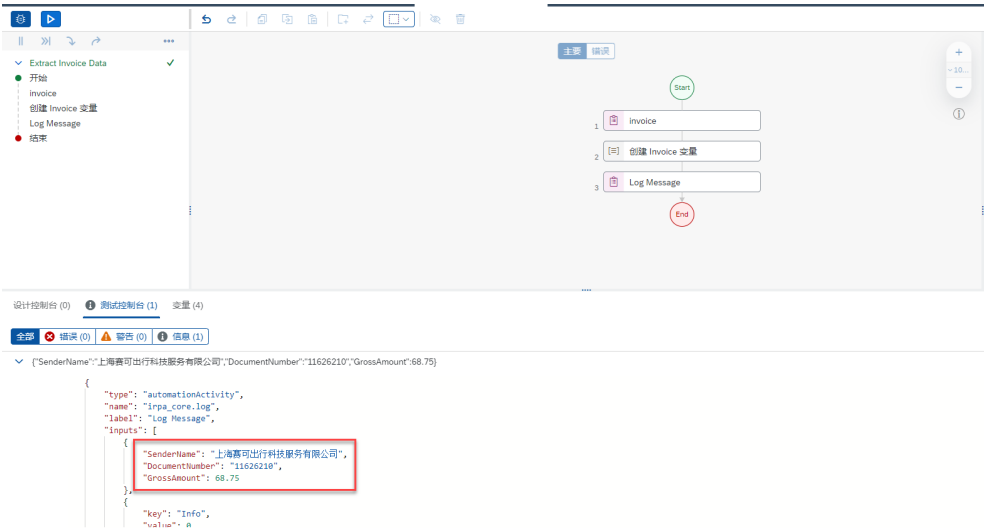 Extract Invoice Data
开始
invoice
创建 Invoice 变量
Log Message
结束
主要 错误
Start
1 invoice
2 创建 Invoice 变量
3 Log Message
End
+
~ 10...
−
设计控制台 (0) 测试控制台 (1) 变量 (4)
全部 错误 (0) 警告 (0) 信息 (1)
{"SenderName":"上海赛可出行科技服务有限公司","DocumentNumber":"11626210","GrossAmount":68.75}
{
"type": "automationActivity",
"name": "irpa_core.log",
"label": "Log Message",
"inputs": [
{
"SenderName": "上海赛可出行科技服务有限公司",
"DocumentNumber": "11626210",
"GrossAmount": 68.75
},
{
"key": "Info",
"value": 0